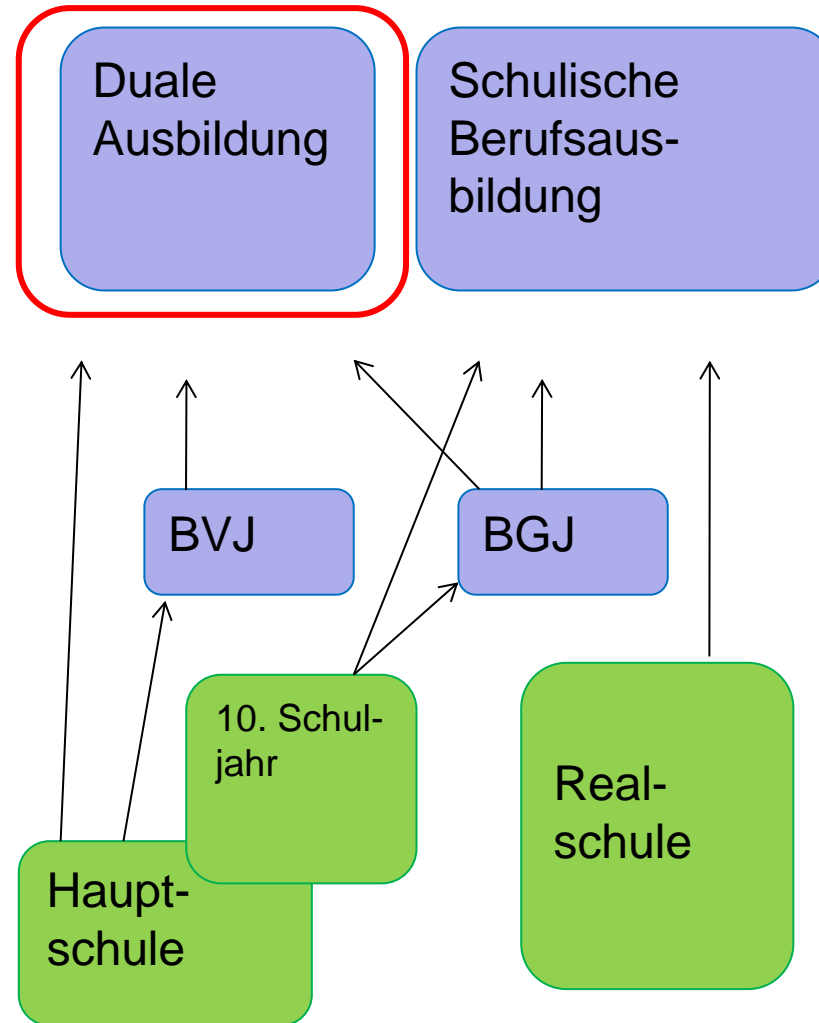 Duale
Ausbildung
Schulische
Berufsaus-
bildung
BVJ
BGJ
10. Schul-
jahr
Real-
schule
Haupt-
schule